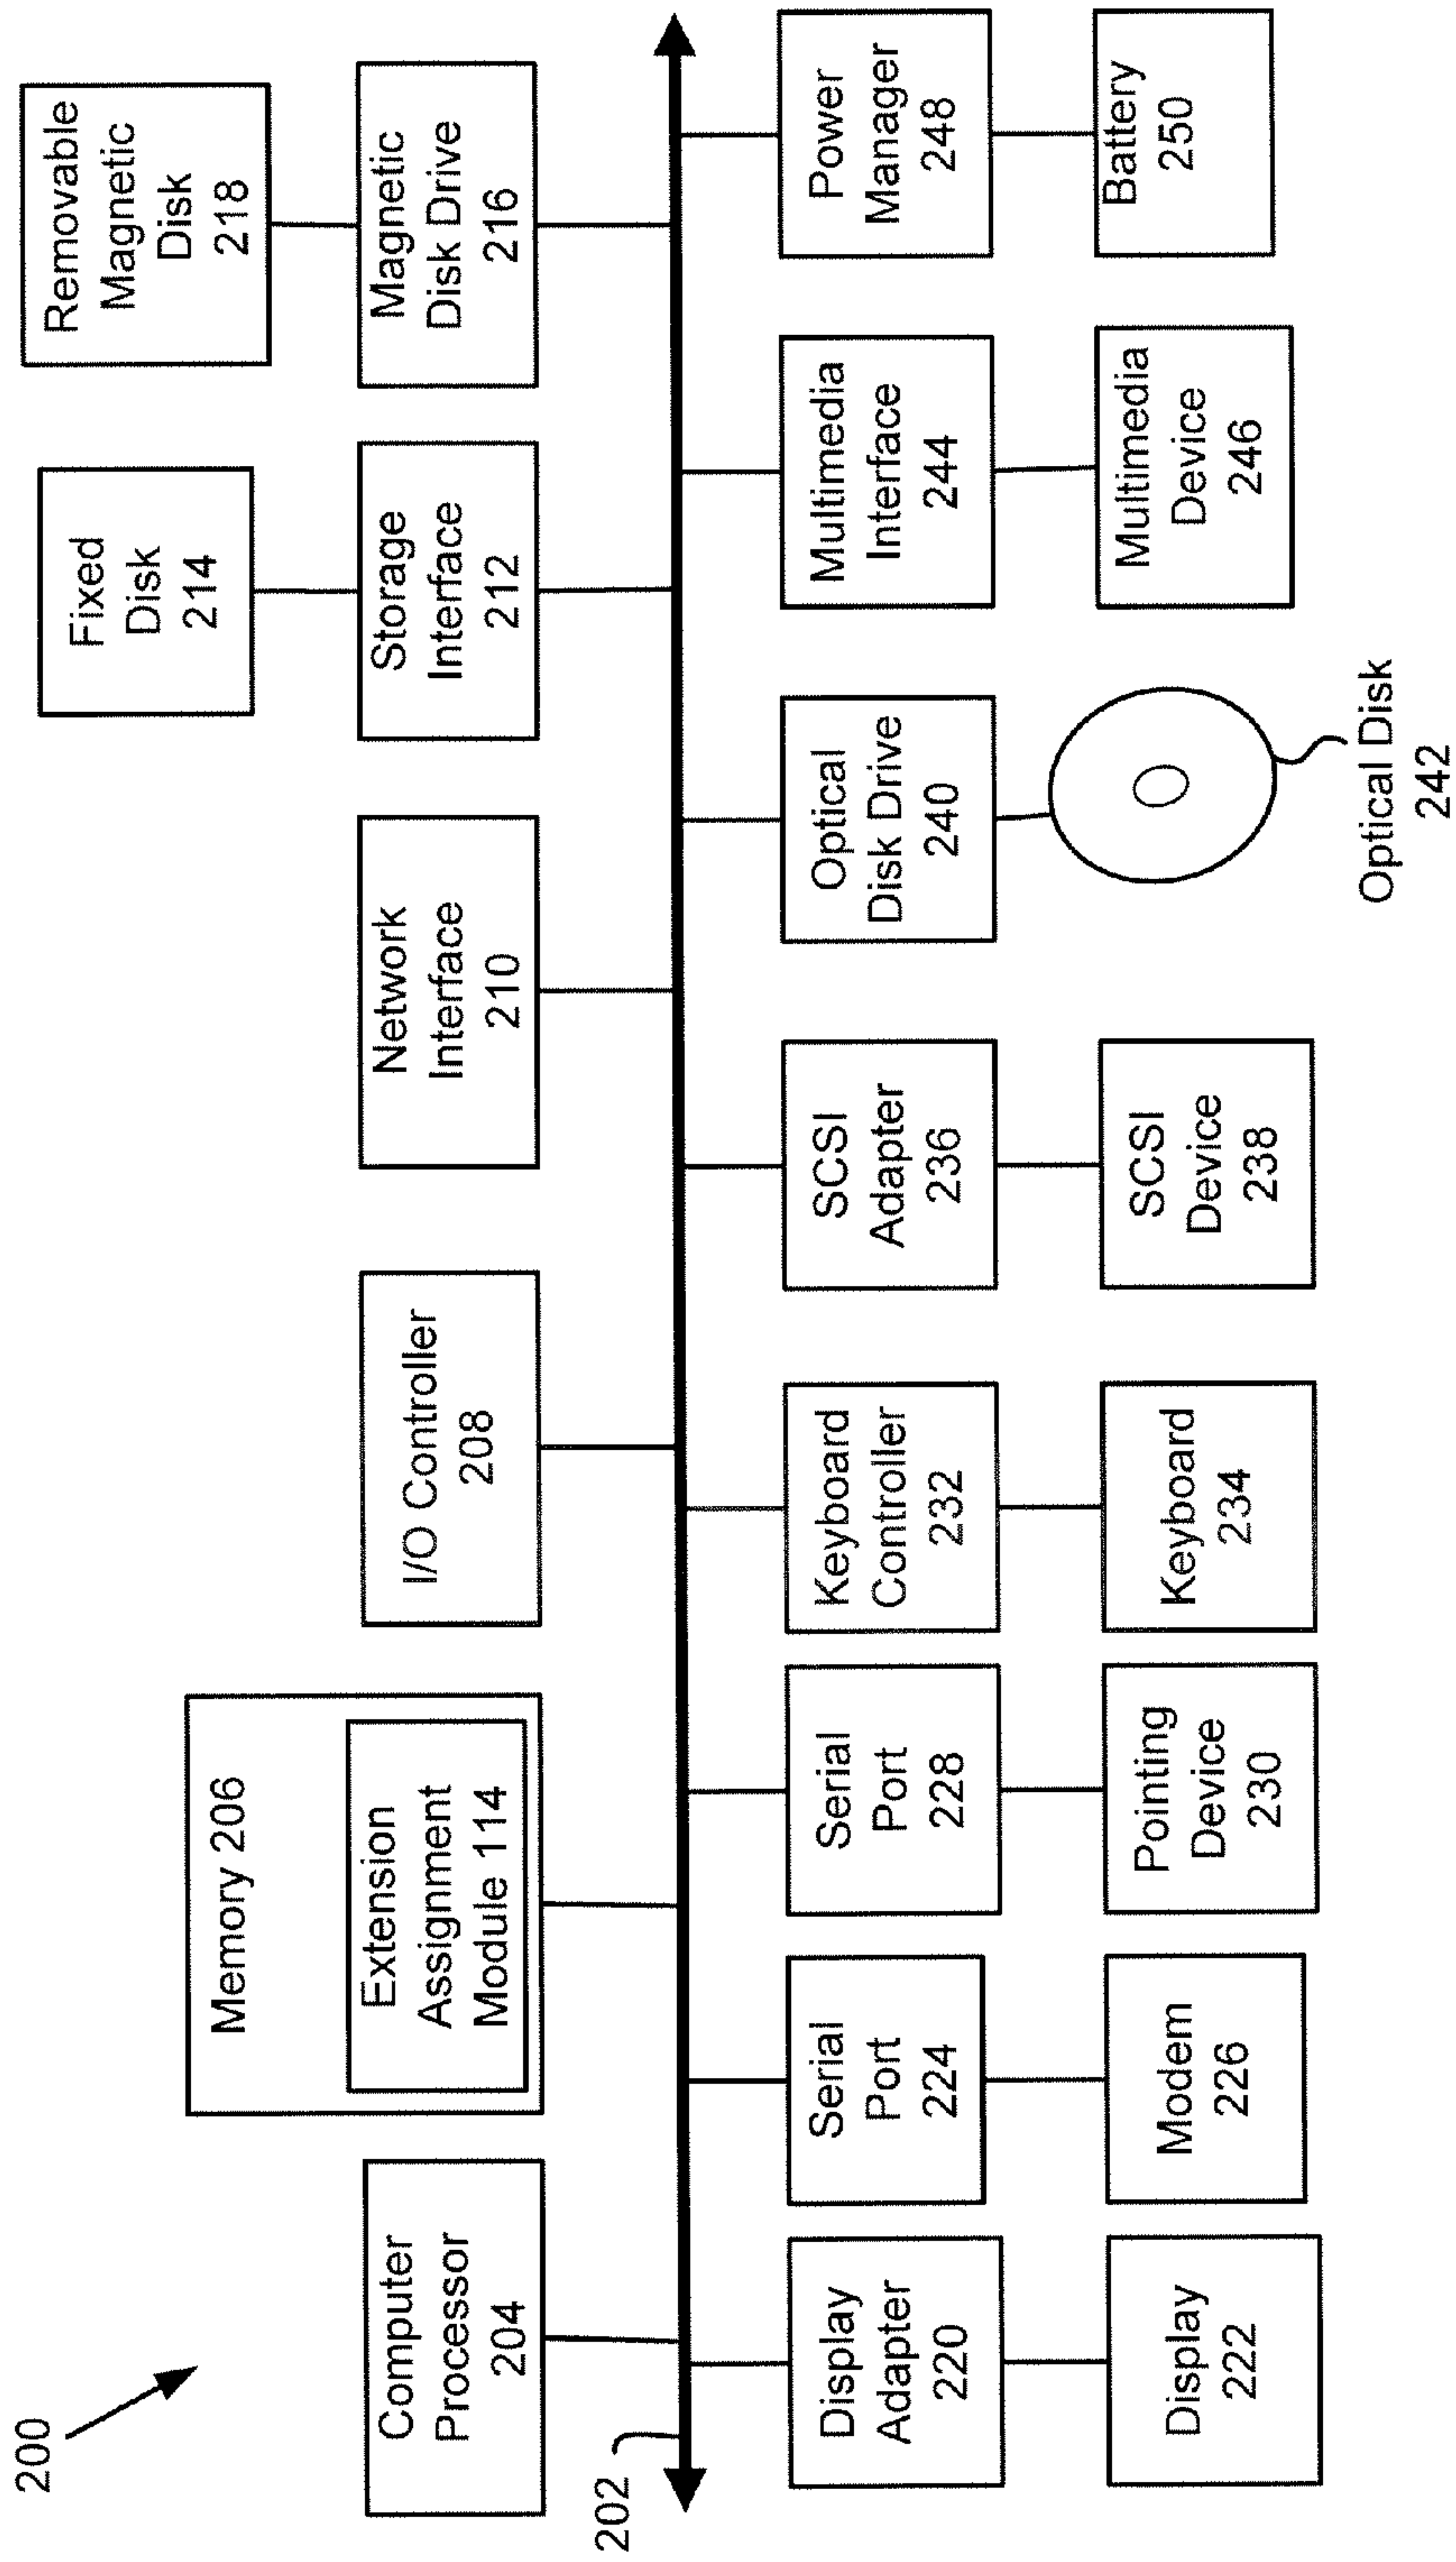 200
Computer
Processor
204
Memory 206
Extension
Assignment
Module 114
I/O Controller
208
Network
Interface
210
Fixed
Disk
214
Storage
Interface
212
Removable
Magnetic
Disk
218
Magnetic
Disk Drive
216
202
Display
Adapter
220
Serial
Port
224
Serial
Port
228
Keyboard
Controller
232
SCSI
Adapter
236
Optical
Disk Drive
240
Multimedia
Interface
244
Power
Manager
248
Display
222
Modem
226
Pointing
Device
230
Keyboard
234
SCSI
Device
238
Optical Disk
242
Multimedia
Device
246
Battery
250